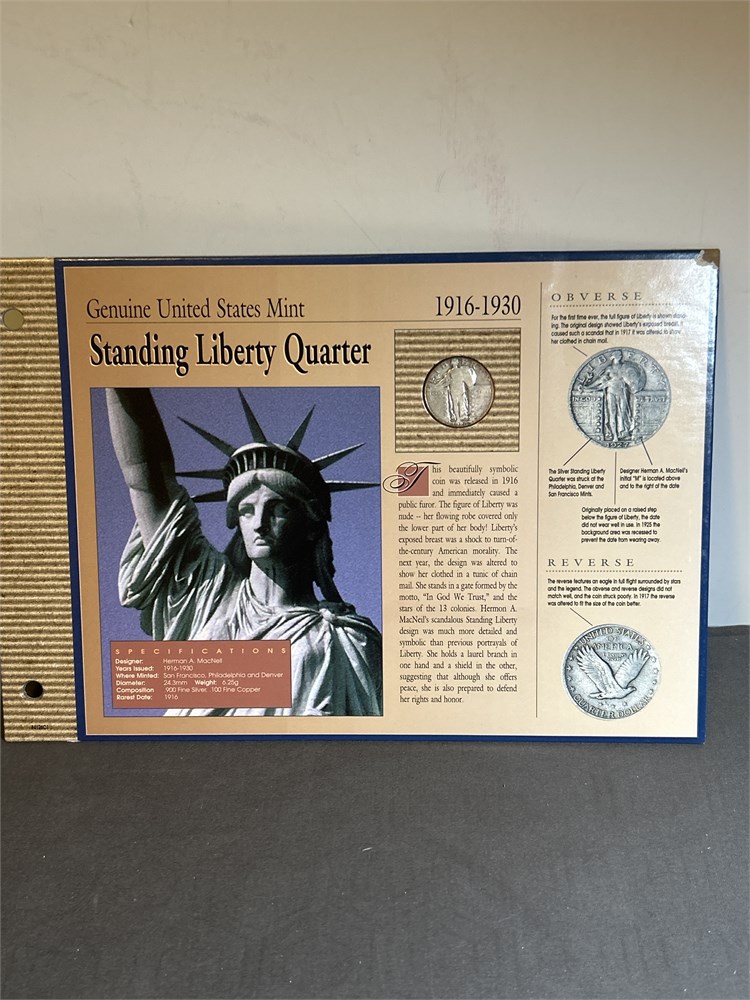 Genuine United States Mint
1916-1930
Standing Liberty Quarter
This beautifully symbolic
coin was released in 1916
and immediately caused a
public furor. The figure of Liberty was
nude -- her flowing robe covered only
the lower part of her body! Liberty's
exposed breast was a shock to turn-of-
the-century American morality. The
next year, the design was altered to
show her clothed in a tunic of chain
mail. She stands in a gate formed by the
motto, "In God We Trust," and the
stars of the 13 colonies. Hermon A.
MacNeil's scandalous Standing Liberty
design was much more detailed and
symbolic than previous portrayals of
Liberty. She holds a laurel branch in
one hand and a shield in the other,
suggesting that although she offers
peace, she is also prepared to defend
her rights and honor.
SPECIFICATIONS
Designer: Herman A. MacNeil
Years Issued: 1916-1930
Where Minted: San Francisco, Philadelphia and Denver
Diameter: 24.3mm Weight: 6.25g
Composition .900 Fine Silver, .100 Fine Copper
Rarest Date: 1916
OBVERSE
For the first time ever, the full figure of Liberty is shown stand-
ing. The original design showed Liberty's exposed breast. It
caused such a scandal that in 1917 it was altered to show
her clothed in chain mail.
LIBERTY
IN GOD WE TRUST
1927
The Silver Standing Liberty
Quarter was struck at the
Philadelphia, Denver and
San Francisco Mints.
Designer Herman A. MacNeil's
initial "M" is located above
and to the right of the date
Originally placed on a raised step
below the figure of Liberty, the date
did not wear well in use. In 1925 the
background area was recessed to
prevent the date from wearing away.
REVERSE
The reverse features an eagle in full flight surrounded by stars
and the legend. The obverse and reverse designs did not
match well, and the coin struck poorly. In 1917 the reverse
was altered to fit the size of the coin better.
UNITED STATES
OF
AMERICA
QUARTER DOLLAR